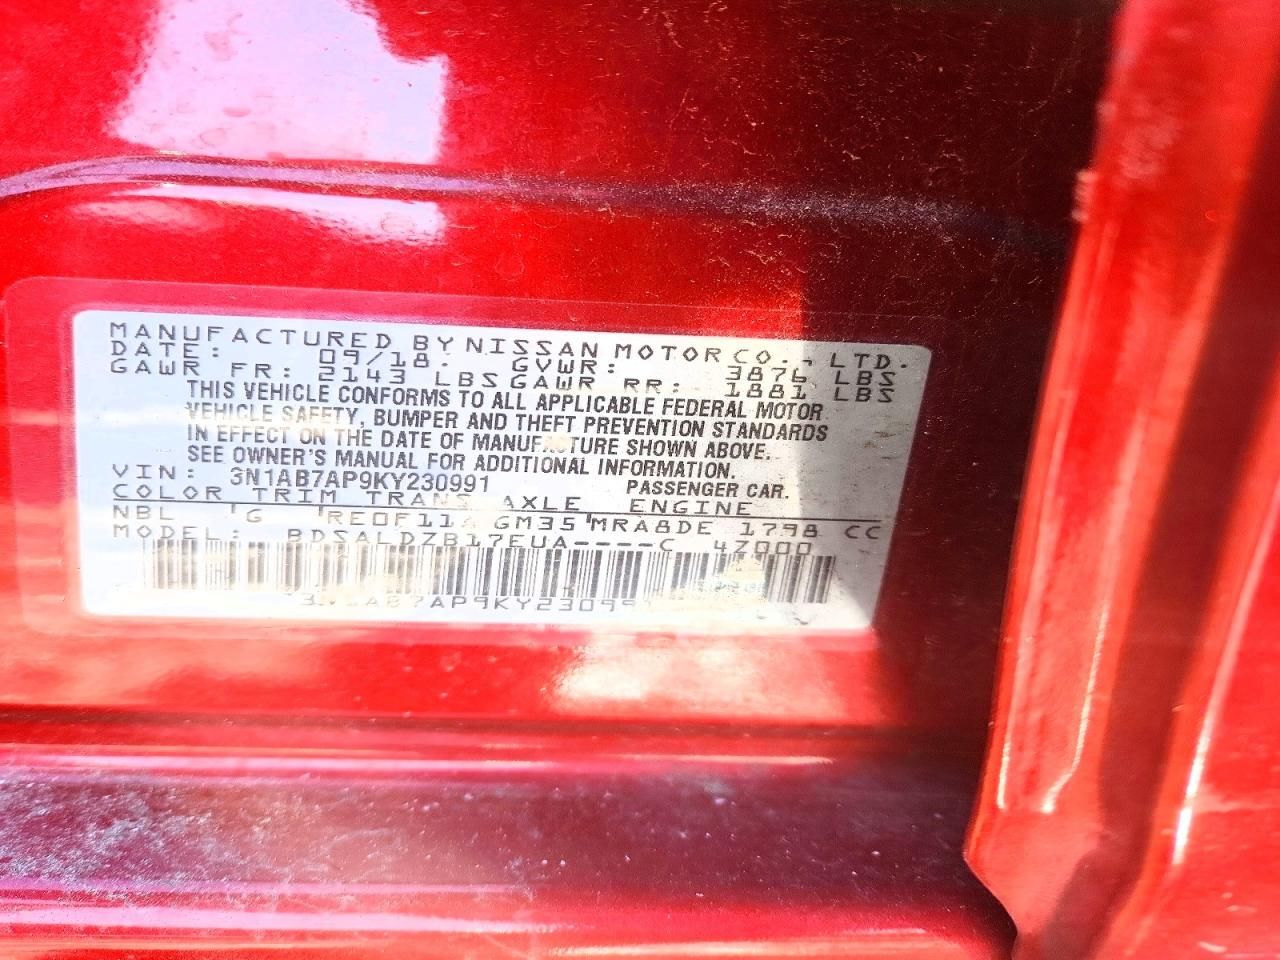 MANUFACTURED BY NISSAN MOTOR CO., LTD.
DATE: 09/18. GVWR: 3876 LBS
GAWR FR: 2143 LBS GAWR RR: 1881 LBS
THIS VEHICLE CONFORMS TO ALL APPLICABLE FEDERAL MOTOR
VEHICLE SAFETY, BUMPER AND THEFT PREVENTION STANDARDS
IN EFFECT ON THE DATE OF MANUFACTURE SHOWN ABOVE.
SEE OWNER'S MANUAL FOR ADDITIONAL INFORMATION.
VIN: 3N1AB7AP9KY230991 PASSENGER CAR.
COLOR TRIM TRANS AXLE ENGINE
NBL G RE0F11A GM35 MRA8DE 1798 CC
MODEL: BDSALDZB17EUA----C 4Z000
3N1AB7AP9KY230991